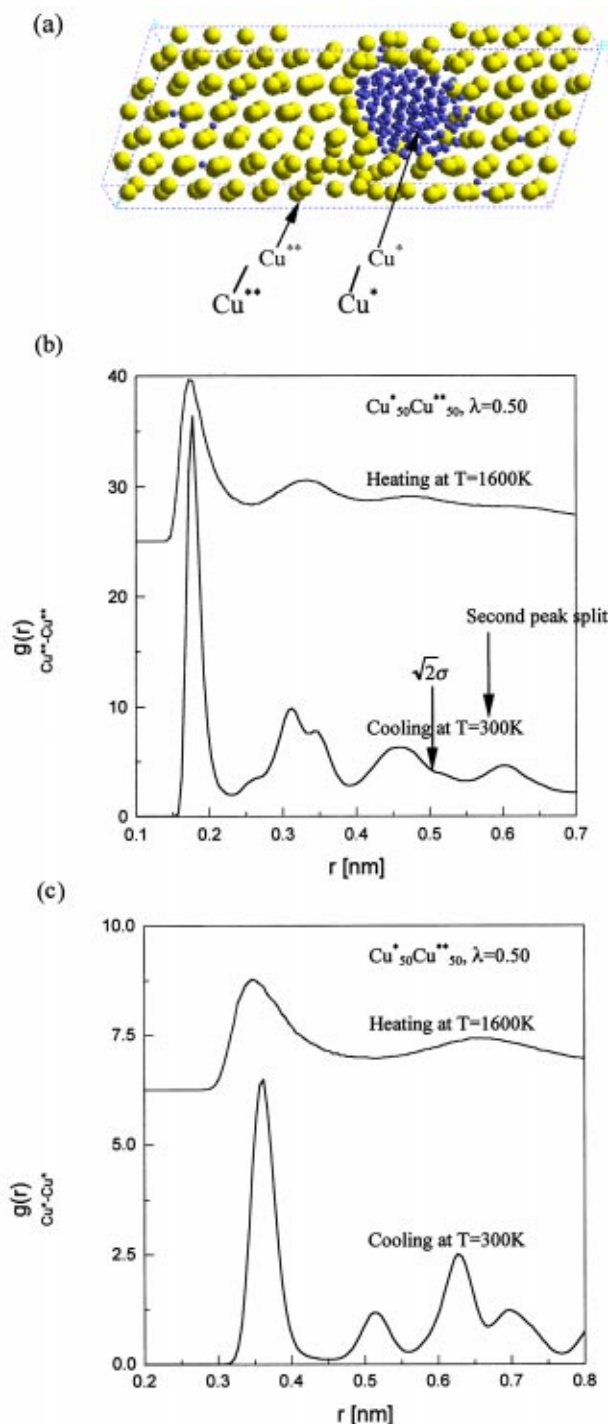 (a)
Cu** Cu*
Cu** Cu*
(b)
40
30
20
10
0
g(r)
Cu**-Cu**
Cu*50Cu**50, λ=0.50
Heating at T=1600K
Second peak split
√2σ
Cooling at T=300K
0.1 0.2 0.3 0.4 0.5 0.6 0.7
r [nm]
(c)
10.0
7.5
5.0
2.5
0.0
g(r)
Cu*-Cu*
Cu*50Cu**50, λ=0.50
Heating at T=1600K
Cooling at T=300K
0.2 0.3 0.4 0.5 0.6 0.7 0.8
r [nm]